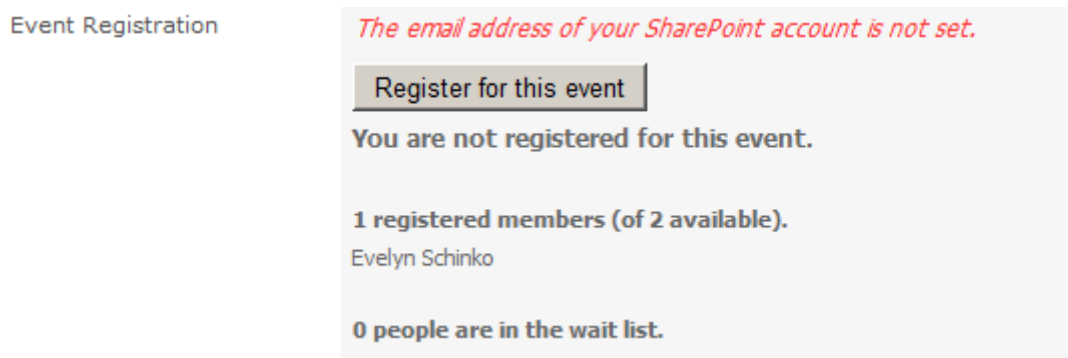 Event Registration
The email address of your SharePoint account is not set.
Register for this event
You are not registered for this event.
1 registered members (of 2 available).
Evelyn Schinko
0 people are in the wait list.